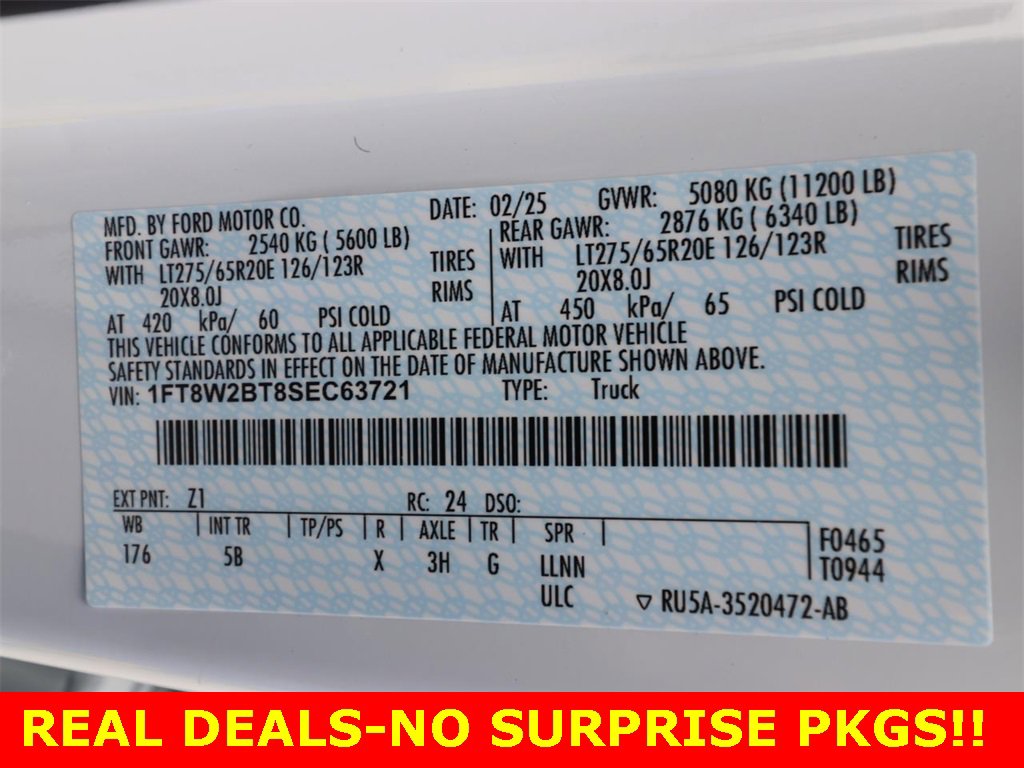 MFD. BY FORD MOTOR CO. DATE: 02/25 GVWR: 5080 KG (11200 LB)
FRONT GAWR: 2540 KG ( 5600 LB) REAR GAWR: 2876 KG ( 6340 LB)
WITH LT275/65R20E 126/123R TIRES WITH LT275/65R20E 126/123R TIRES
20X8.0J RIMS 20X8.0J RIMS
AT 420 kPa/ 60 PSI COLD AT 450 kPa/ 65 PSI COLD
THIS VEHICLE CONFORMS TO ALL APPLICABLE FEDERAL MOTOR VEHICLE
SAFETY STANDARDS IN EFFECT ON THE DATE OF MANUFACTURE SHOWN ABOVE.
VIN: 1FT8W2BT8SEC63721 TYPE: Truck
EXT PNT: Z1 RC: 24 DSO:
WB | INT TR | TP/PS | R | AXLE | TR | SPR | F0465
176 5B X 3H G LLNN T0944
ULC ▽ RU5A-3520472-AB
REAL DEALS-NO SURPRISE PKGS!!